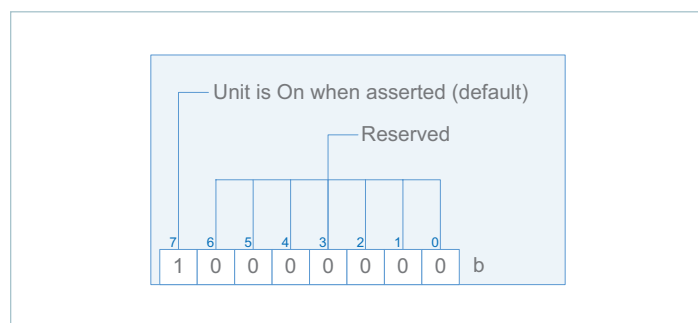 Unit is On when asserted (default)
Reserved
7 6 5 4 3 2 1 0
1 0 0 0 0 0 0 0 b